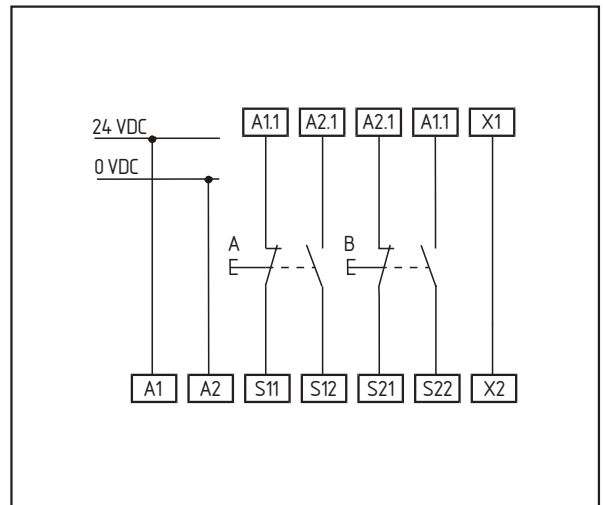 24 VDC
0 VDC
A1.1 A2.1 A2.1 A1.1 X1
A B
A1 A2 S11 S12 S21 S22 X2